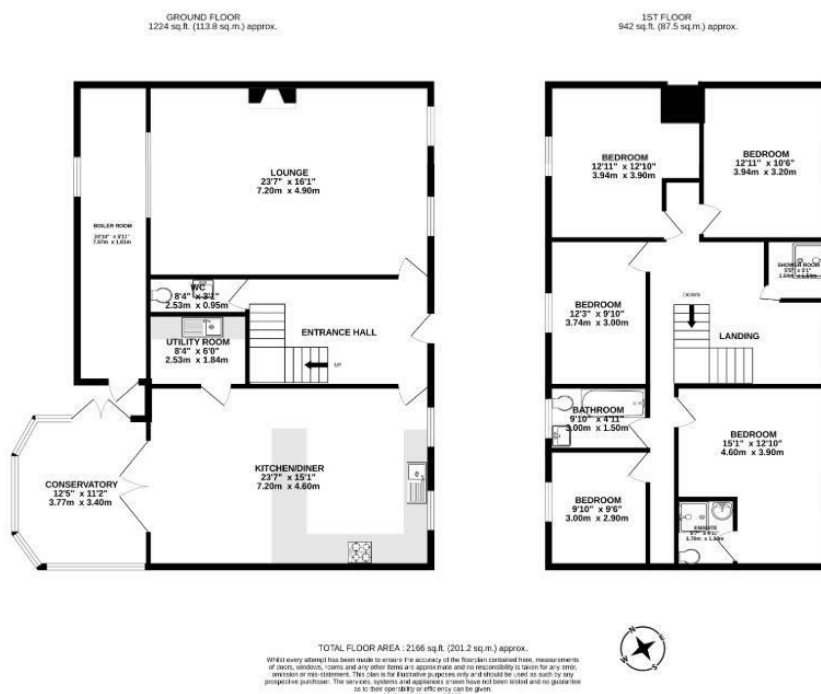 GROUND FLOOR
1224 sq.ft. (113.8 sq.m.) approx.
1ST FLOOR
942 sq.ft. (87.5 sq.m.) approx.
LOUNGE
23'7" x 16'1"
7.20m x 4.90m
BOILER ROOM
WC
8'4" x 3'1"
2.53m x 0.95m
UTILITY ROOM
8'4" x 6'0"
2.53m x 1.84m
ENTRANCE HALL
UP
CONSERVATORY
12'5" x 11'2"
3.77m x 3.40m
KITCHEN/DINER
23'7" x 15'1"
7.20m x 4.60m
BEDROOM
12'11" x 12'10"
3.94m x 3.90m
BEDROOM
12'11" x 10'6"
3.94m x 3.20m
SHOWER ROOM
BEDROOM
12'3" x 9'10"
3.74m x 3.00m
DOWN
LANDING
BATHROOM
9'10" x 4'11"
3.00m x 1.50m
BEDROOM
15'1" x 12'10"
4.60m x 3.90m
BEDROOM
9'10" x 9'6"
3.00m x 2.90m
ENSUITE
N
E
S
W
TOTAL FLOOR AREA : 2166 sq.ft. (201.2 sq.m.) approx.
Whilst every attempt has been made to ensure the accuracy of the floorplan contained here, measurements
of doors, windows, rooms and any other items are approximate and no responsibility is taken for any error,
omission or mis-statement. This plan is for illustrative purposes only and should be used as such by any
prospective purchaser. The services, systems and appliances shown have not been tested and no guarantee
as to their operability or efficiency can be given.